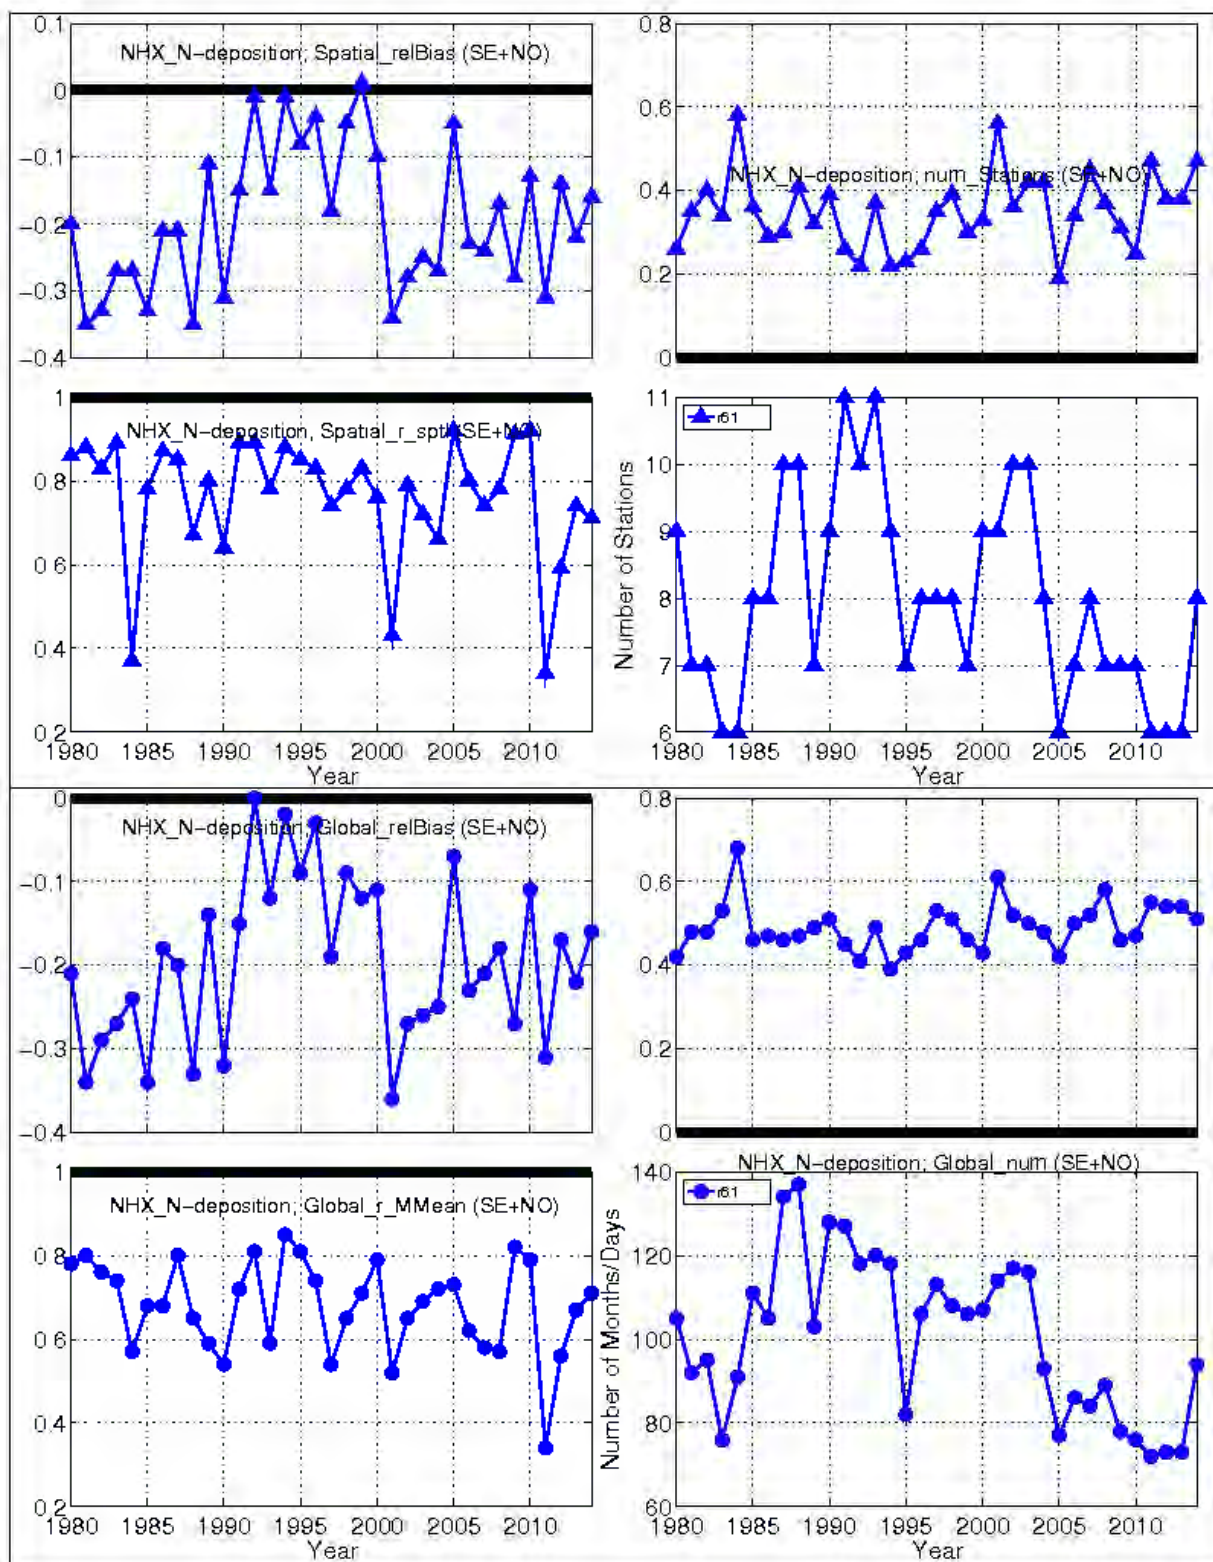 0.1
NHX_N-deposition; Spatial_relBias (SE+NO)
0
-0.1
-0.2
-0.3
-0.4
0.8
0.6
NHX_N-deposition; num_Stations (SE+NO)
0.4
0.2
0
1
NHX_N-deposition, Spatial_r_sptl (SE+NO)
0.8
0.6
0.4
0.2
1980 1985 1990 1995 2000 2005 2010
Year
11
r61
10
9
8
7
6
Number of Stations
1980 1985 1990 1995 2000 2005 2010
Year
0
NHX_N-deposition; Global_relBias (SE+NO)
-0.1
-0.2
-0.3
-0.4
0.8
0.6
0.4
0.2
0
1
NHX_N-deposition; Global_r_MMean (SE+NO)
0.8
0.6
0.4
0.2
1980 1985 1990 1995 2000 2005 2010
Year
NHX_N-deposition; Global_num (SE+NO)
140
r61
120
100
80
60
Number of Months/Days
1980 1985 1990 1995 2000 2005 2010
Year